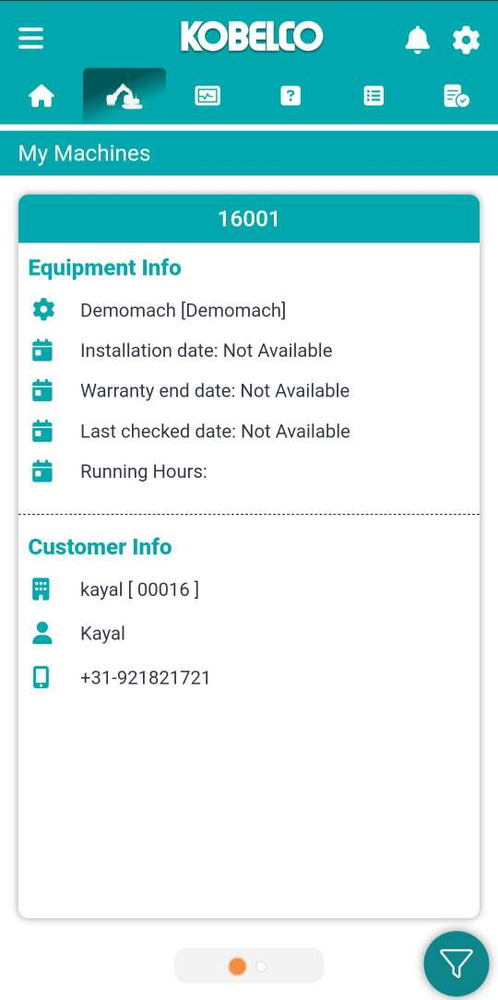 KOBELCO
My Machines
16001
Equipment Info
Demomach [Demomach]
Installation date: Not Available
Warranty end date: Not Available
Last checked date: Not Available
Running Hours:
Customer Info
kayal [ 00016 ]
Kayal
+31-921821721